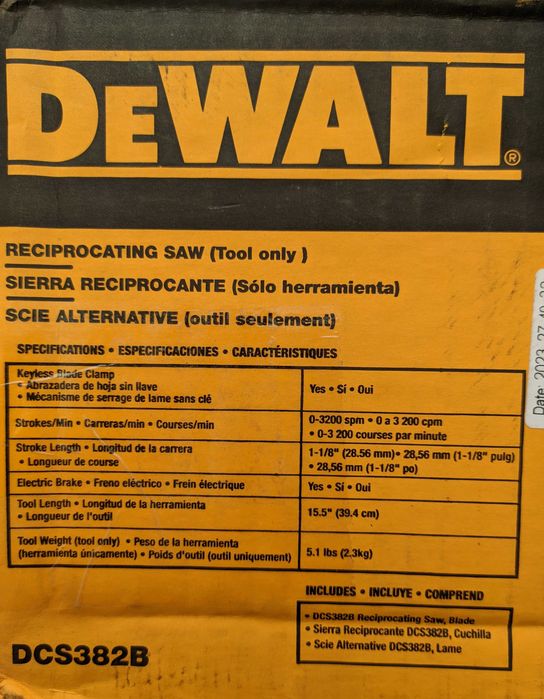 DEWALT®
RECIPROCATING SAW (Tool only )
SIERRA RECIPROCANTE (Sólo herramienta)
SCIE ALTERNATIVE (outil seulement)
SPECIFICATIONS • ESPECIFICACIONES • CARACTÉRISTIQUES
Keyless Blade Clamp
• Abrazadera de hoja sin llave
• Mécanisme de serrage de lame sans clé
Yes • Sí • Oui
Strokes/Min • Carreras/min • Courses/min
0-3200 spm • 0 a 3 200 cpm
• 0-3 200 courses par minute
Stroke Length • Longitud de la carrera
• Longueur de course
1-1/8" (28.56 mm)• 28,56 mm (1-1/8" pulg)
• 28,56 mm (1-1/8" po)
Electric Brake • Freno eléctrico • Frein électrique
Yes • Sí • Oui
Tool Length • Longitud de la herramienta
• Longueur de l'outil
15.5" (39.4 cm)
Tool Weight (tool only) • Peso de la herramienta
(herramienta únicamente) • Poids d'outil (outil uniquement)
5.1 lbs (2.3kg)
INCLUDES • INCLUYE • COMPREND
• DCS382B Reciprocating Saw, Blade
• Sierra Reciprocante DCS382B, Cuchilla
• Scie Alternative DCS382B, Lame
DCS382B
Date 2023 27 49